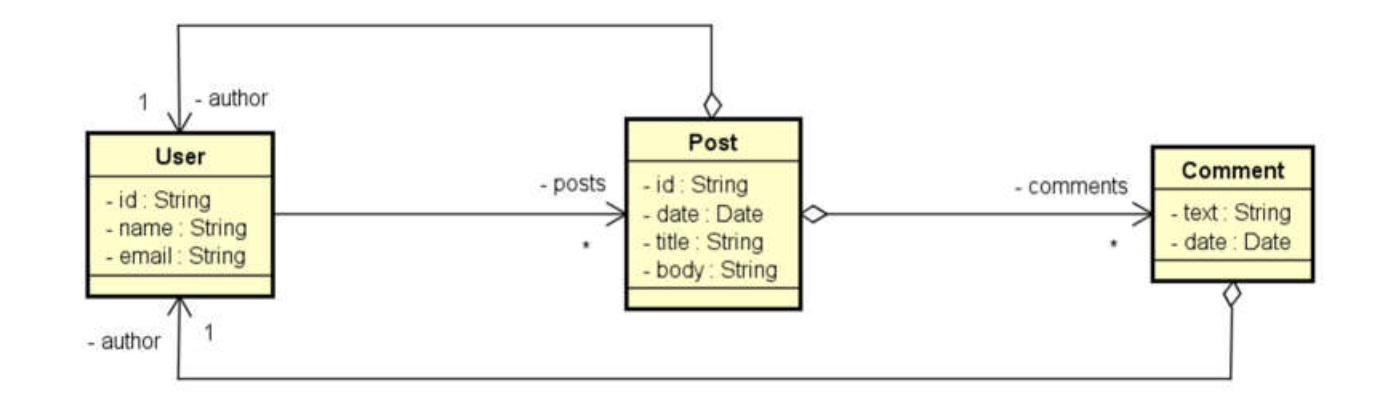 1
- author
User
- id : String
- name : String
- email : String
- author
1
- posts
*
Post
- id : String
- date : Date
- title : String
- body : String
- comments
*
Comment
- text : String
- date : Date